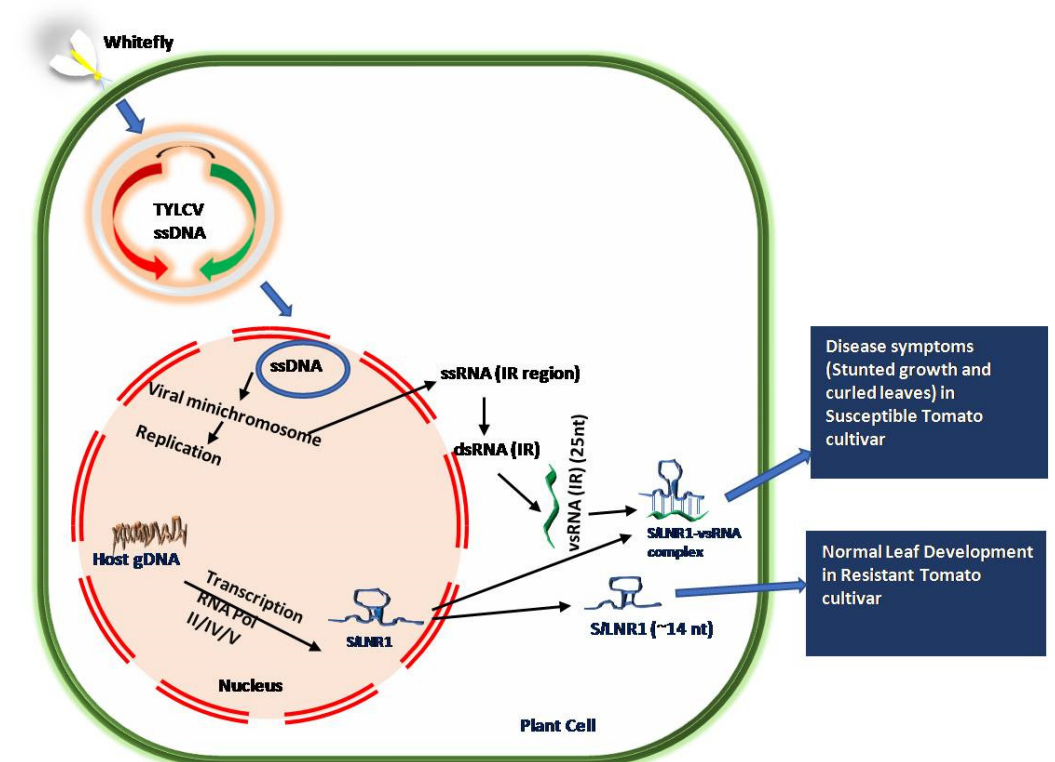 Whitefly
TYLCV
ssDNA
ssDNA
Viral minichromosome
Replication
ssRNA (IR region)
dsRNA (IR)
vsRNA (IR) (25nt)
SlLNR1-vsRNA
complex
Host gDNA
Transcription
RNA Pol
II/IV/V
SlLNR1
SlLNR1 (~14 nt)
Nucleus
Plant Cell
Disease symptoms
(Stunted growth and
curled leaves) in
Susceptible Tomato
cultivar
Normal Leaf Development
in Resistant Tomato
cultivar